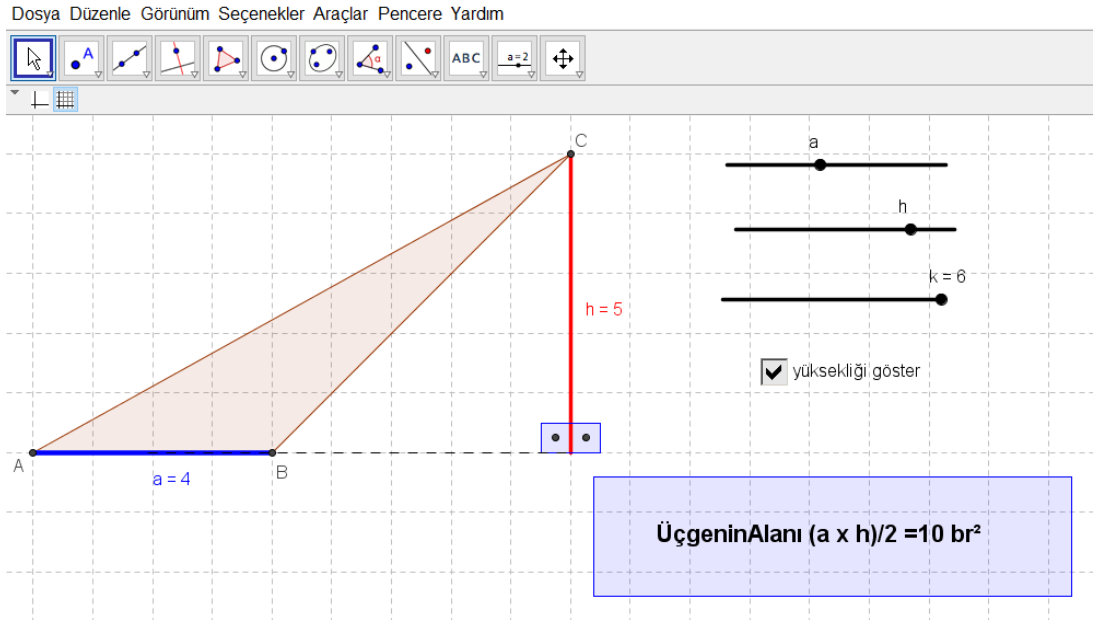 Dosya Düzenle Görünüm Seçenekler Araçlar Pencere Yardım
A α ABC a=2
C
a
h
k = 6
h = 5
yüksekliği göster
A
B
a = 4
ÜçgeninAlanı (a x h)/2 =10 br²